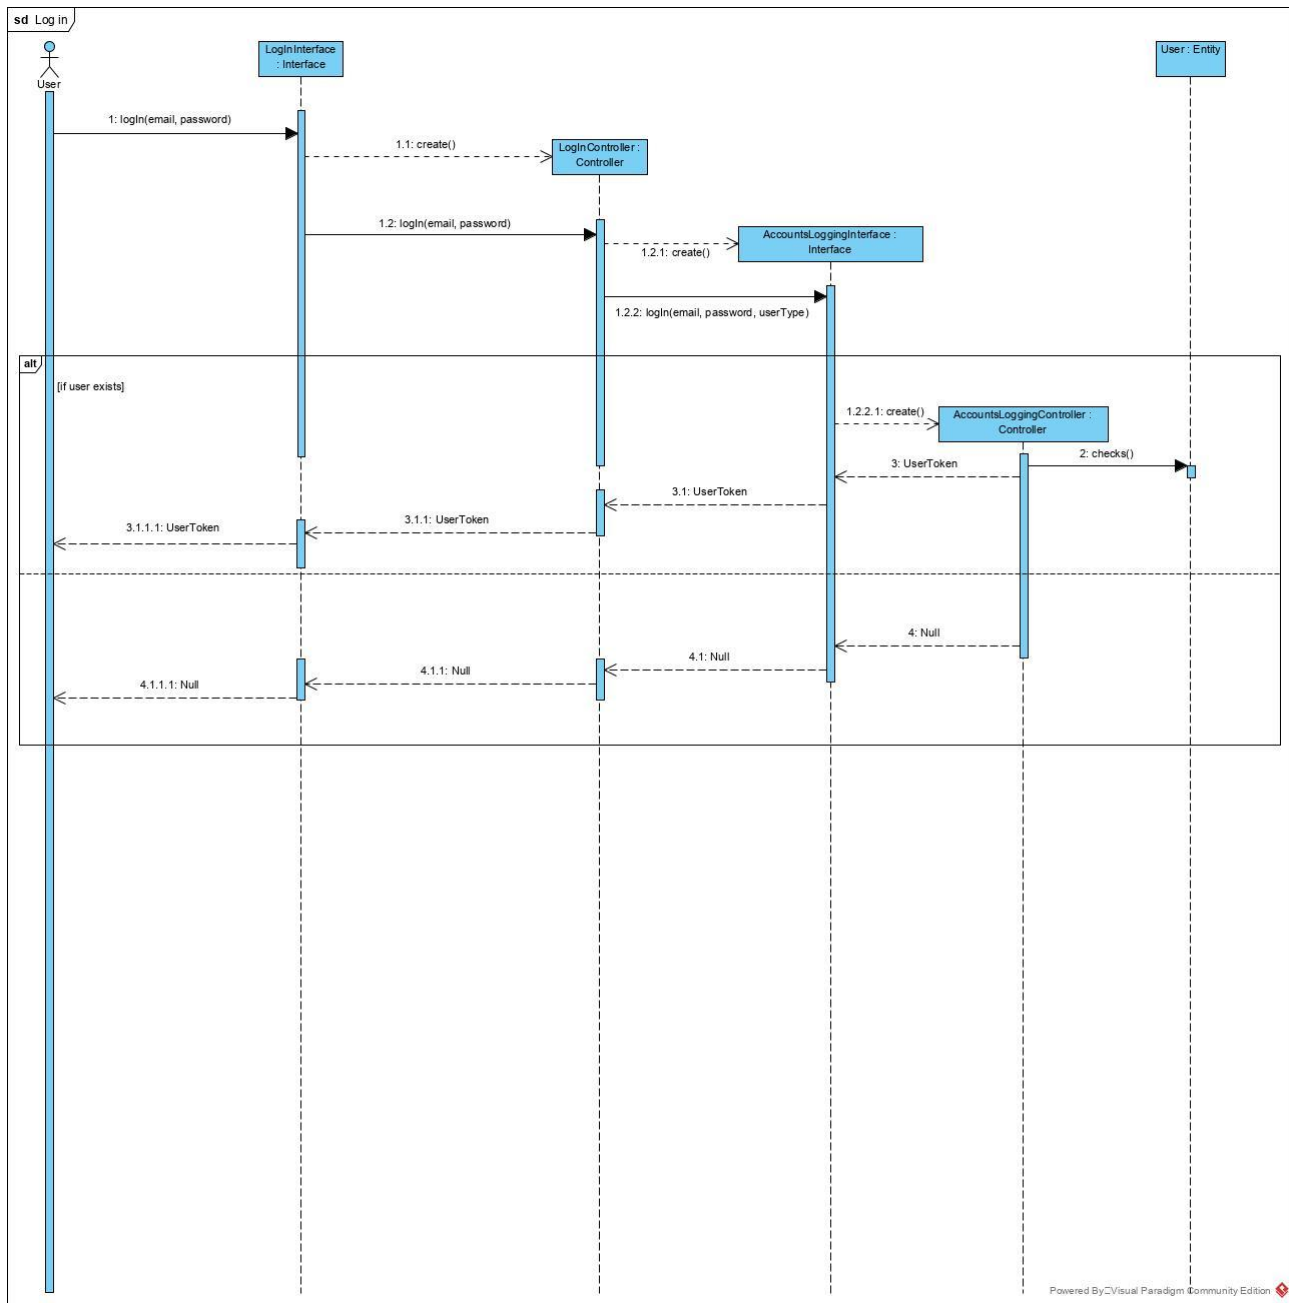 sd Log in
User
LogInInterface
: Interface
User : Entity
1: logIn(email, password)
1.1: create()
LogInController :
Controller
1.2: logIn(email, password)
1.2.1: create()
AccountsLoggingInterface :
Interface
1.2.2: logIn(email, password, userType)
alt
[if user exists]
1.2.2.1: create()
AccountsLoggingController :
Controller
2: checks()
3: UserToken
3.1: UserToken
3.1.1: UserToken
3.1.1.1: UserToken
4: Null
4.1: Null
4.1.1: Null
4.1.1.1: Null
Powered By Visual Paradigm Community Edition